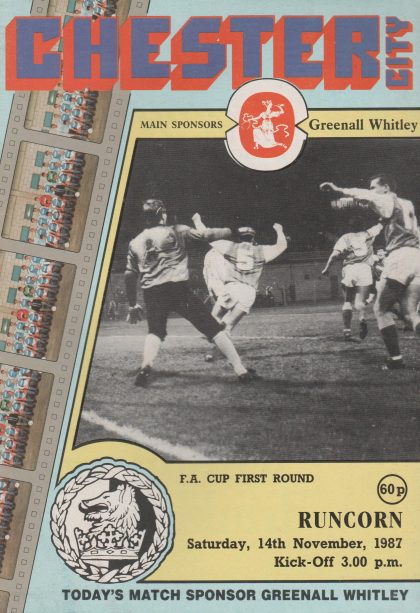 CHESTER
CITY
MAIN SPONSORS
Greenall Whitley
5
F.A. CUP FIRST ROUND
60p
RUNCORN
Saturday, 14th November, 1987
Kick-Off 3.00 p.m.
TODAY'S MATCH SPONSOR GREENALL WHITLEY